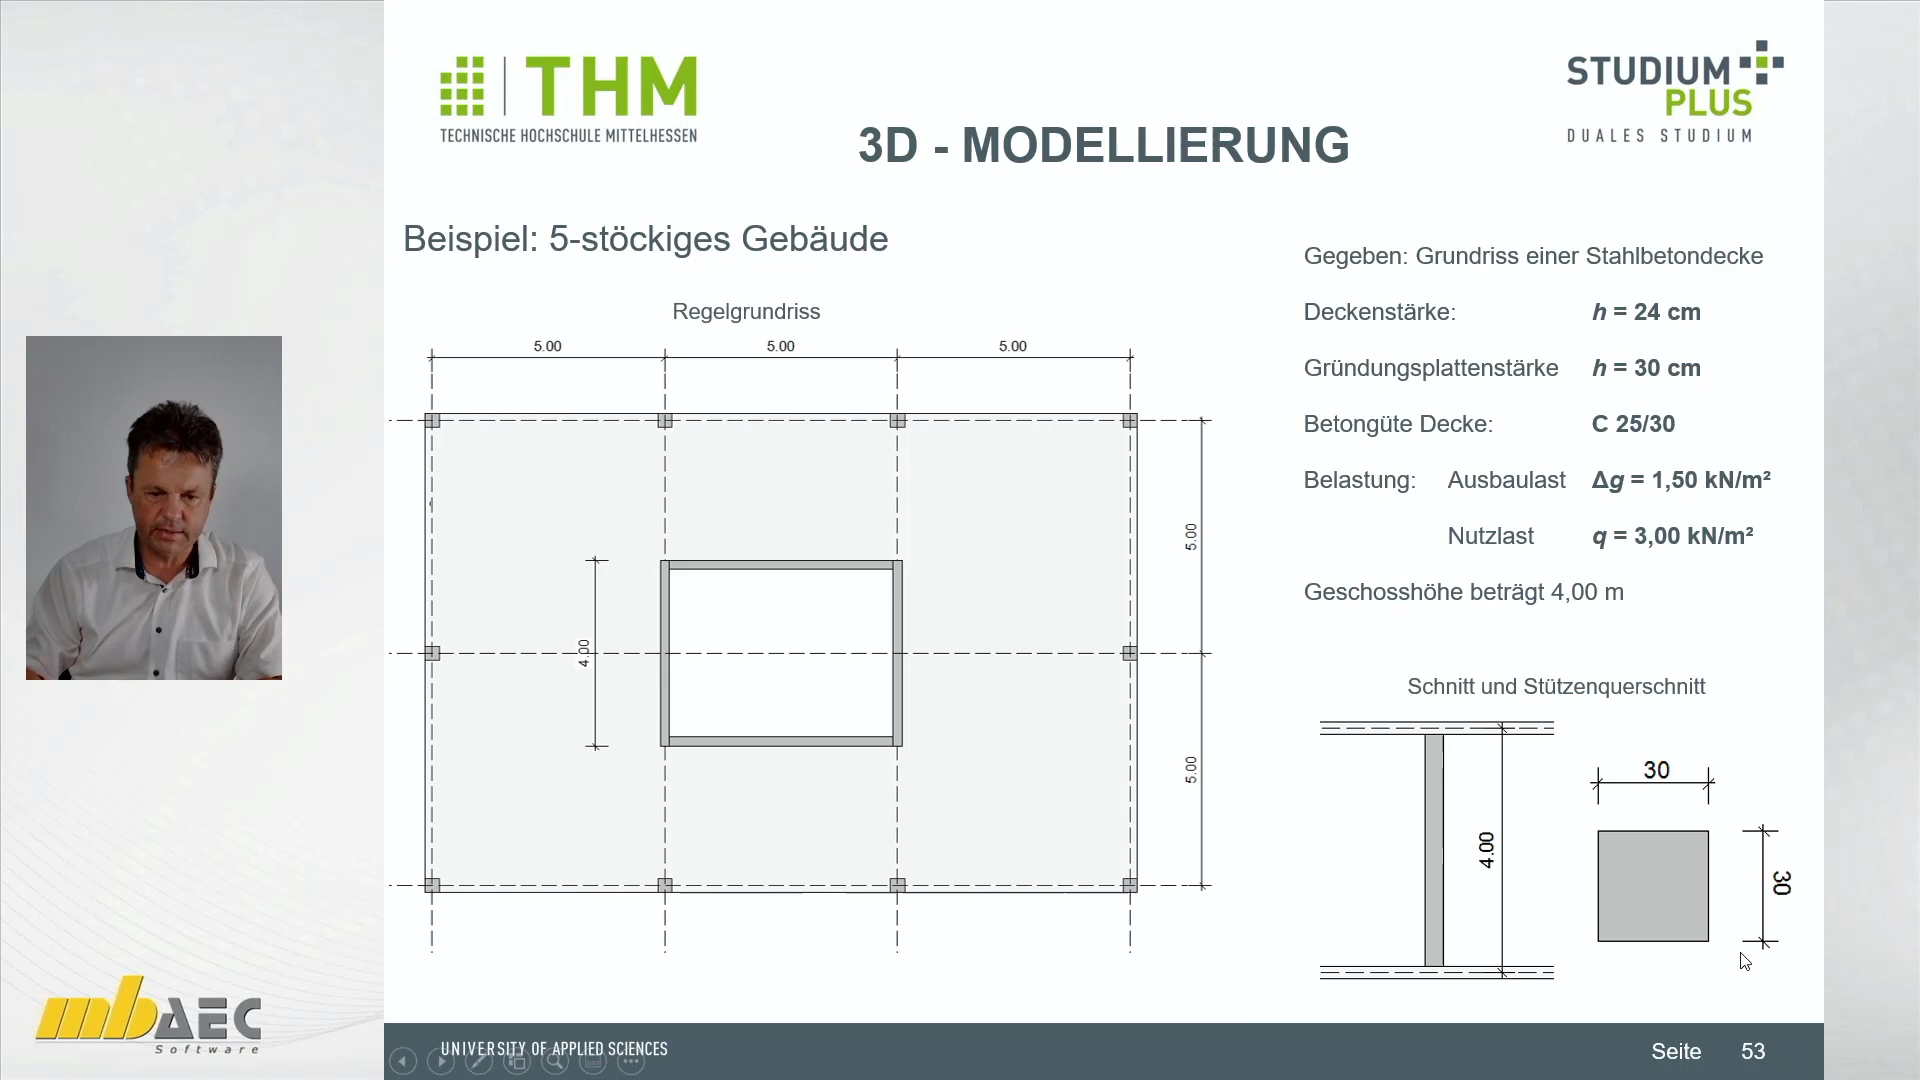 THM
TECHNISCHE HOCHSCHULE MITTELHESSEN
STUDIUM
PLUS
DUALES STUDIUM
3D - MODELLIERUNG
Beispiel: 5-stöckiges Gebäude
Regelgrundriss
5.00 5.00 5.00
5.00
4.00
5.00
Gegeben: Grundriss einer Stahlbetondecke
Deckenstärke: h = 24 cm
Gründungsplattenstärke h = 30 cm
Betongüte Decke: C 25/30
Belastung: Ausbaulast Δg = 1,50 kN/m²
Nutzlast q = 3,00 kN/m²
Geschosshöhe beträgt 4,00 m
Schnitt und Stützenquerschnitt
4.00
30
30
mbAEC
Software
UNIVERSITY OF APPLIED SCIENCES
Seite 53